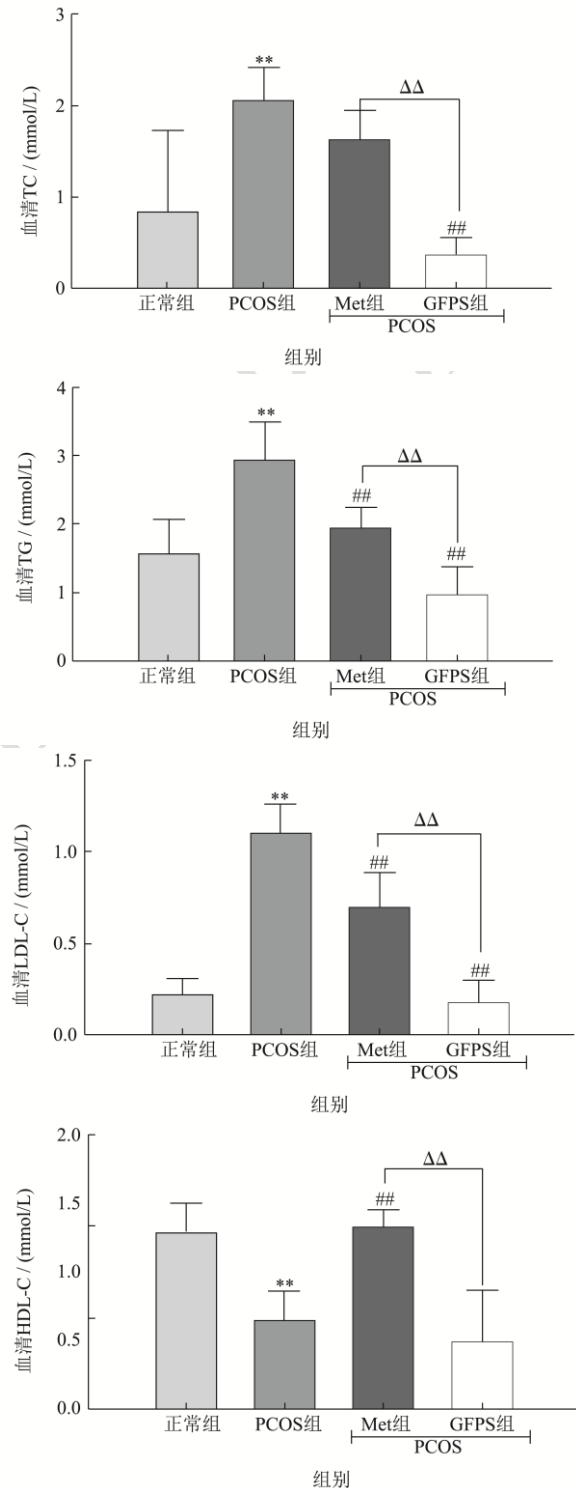 血清TC / (mmol/L)
3
2
1
0
**
ΔΔ
##
正常组
PCOS组
Met组
GFPS组
PCOS
组别
血清TG / (mmol/L)
4
3
2
1
0
**
ΔΔ
##
##
正常组
PCOS组
Met组
GFPS组
PCOS
组别
血清LDL-C / (mmol/L)
1.5
1.0
0.5
0.0
**
ΔΔ
##
##
正常组
PCOS组
Met组
GFPS组
PCOS
组别
血清HDL-C / (mmol/L)
2.0
1.5
1.0
0.5
0.0
**
ΔΔ
##
正常组
PCOS组
Met组
GFPS组
PCOS
组别